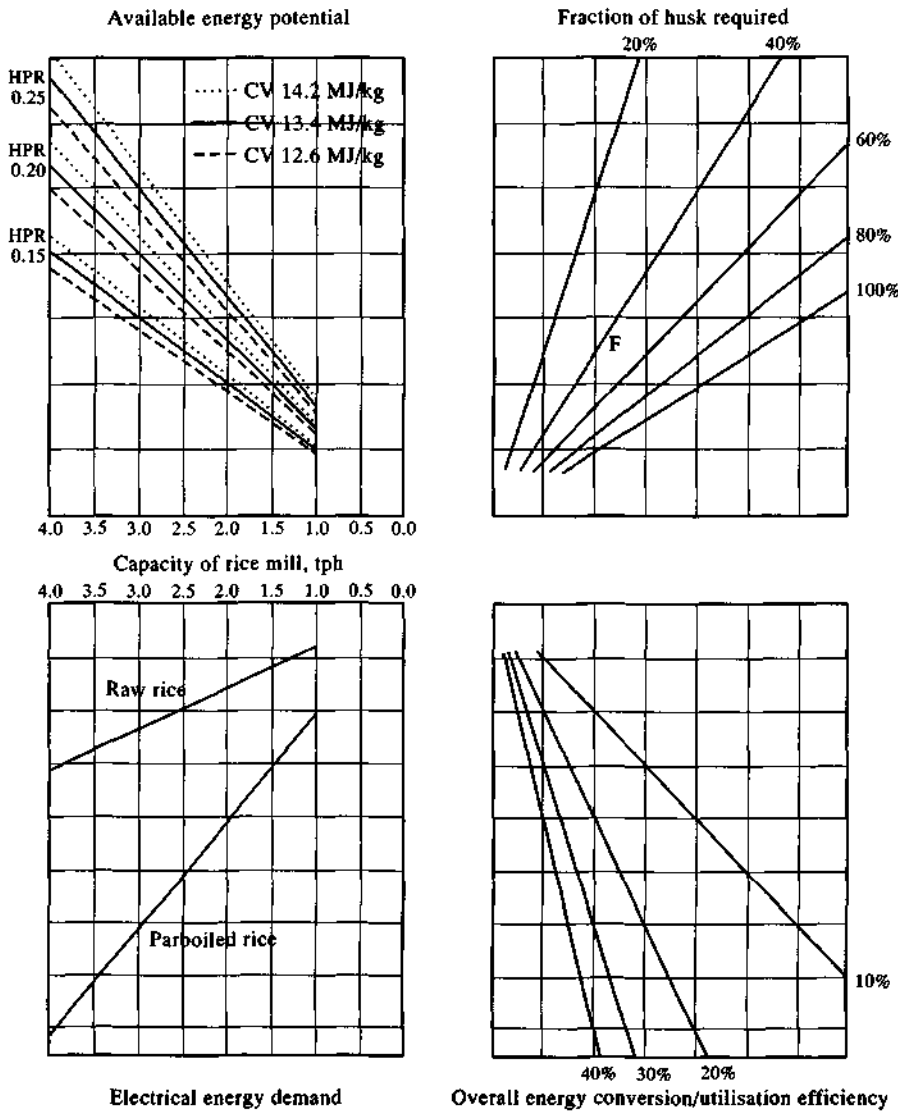 Available energy potential
Fraction of husk required
20%
40%
HPR
0.25
CV 14.2 MJ/kg
CV 13.4 MJ/kg
CV 12.6 MJ/kg
HPR
0.20
HPR
0.15
60%
80%
100%
F
4.0 3.5 3.0 2.5 2.0 1.5 1.0 0.5 0.0
Capacity of rice mill, tph
4.0 3.5 3.0 2.5 2.0 1.5 1.0 0.5 0.0
Raw rice
Parboiled rice
10%
40% 30% 20%
Electrical energy demand
Overall energy conversion/utilisation efficiency